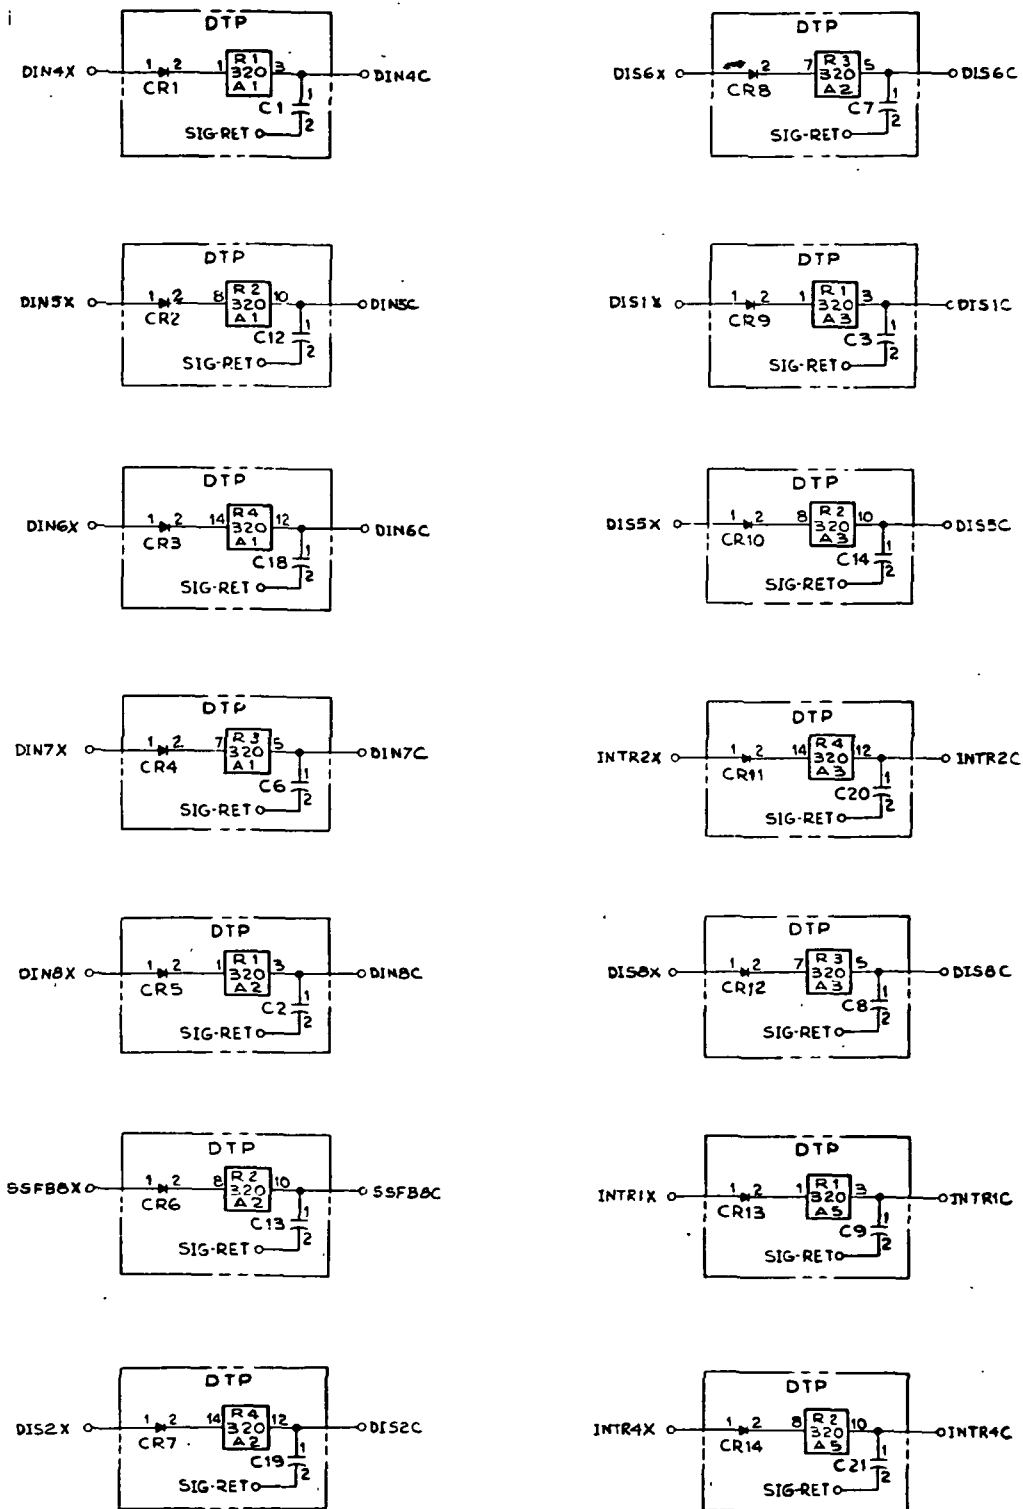 i
DTP
DIN4X 1 2 1 R1 3 DIN4C
CR1 320
A1
C1 1
SIG-RET 2
DTP
DIS6X 2 7 R3 5 DIS6C
CR8 320
A2
C7 1
SIG-RET 2
DTP
DIN5X 1 2 8 R2 10 DIN5C
CR2 320
A1
C12 1
SIG-RET 2
DTP
DIS1X 1 2 1 R1 3 DIS1C
CR9 320
A3
C3 1
SIG-RET 2
DTP
DIN6X 1 2 14 R4 12 DIN6C
CR3 320
A1
C18 1
SIG-RET 2
DTP
DIS5X 1 2 8 R2 10 DIS5C
CR10 320
A3
C14 1
SIG-RET 2
DTP
DIN7X 1 2 7 R3 5 DIN7C
CR4 320
A1
C6 1
SIG-RET 2
DTP
INTR2X 1 2 14 R4 12 INTR2C
CR11 320
A3
C20 1
SIG-RET 2
DTP
DIN8X 1 2 1 R1 3 DIN8C
CR5 320
A2
C2 1
SIG-RET 2
DTP
DIS8X 1 2 7 R3 5 DIS8C
CR12 320
A3
C8 1
SIG-RET 2
DTP
SSFB8X 1 2 8 R2 10 SSFB8C
CR6 320
A2
C13 1
SIG-RET 2
DTP
INTR1X 1 2 1 R1 3 INTR1C
CR13 320
A5
C9 1
SIG-RET 2
DTP
DIS2X 1 2 14 R4 12 DIS2C
CR7 320
A2
C19 1
SIG-RET 2
DTP
INTR4X 1 2 8 R2 10 INTR4C
CR14 320
A5
C21 1
SIG-RET 2